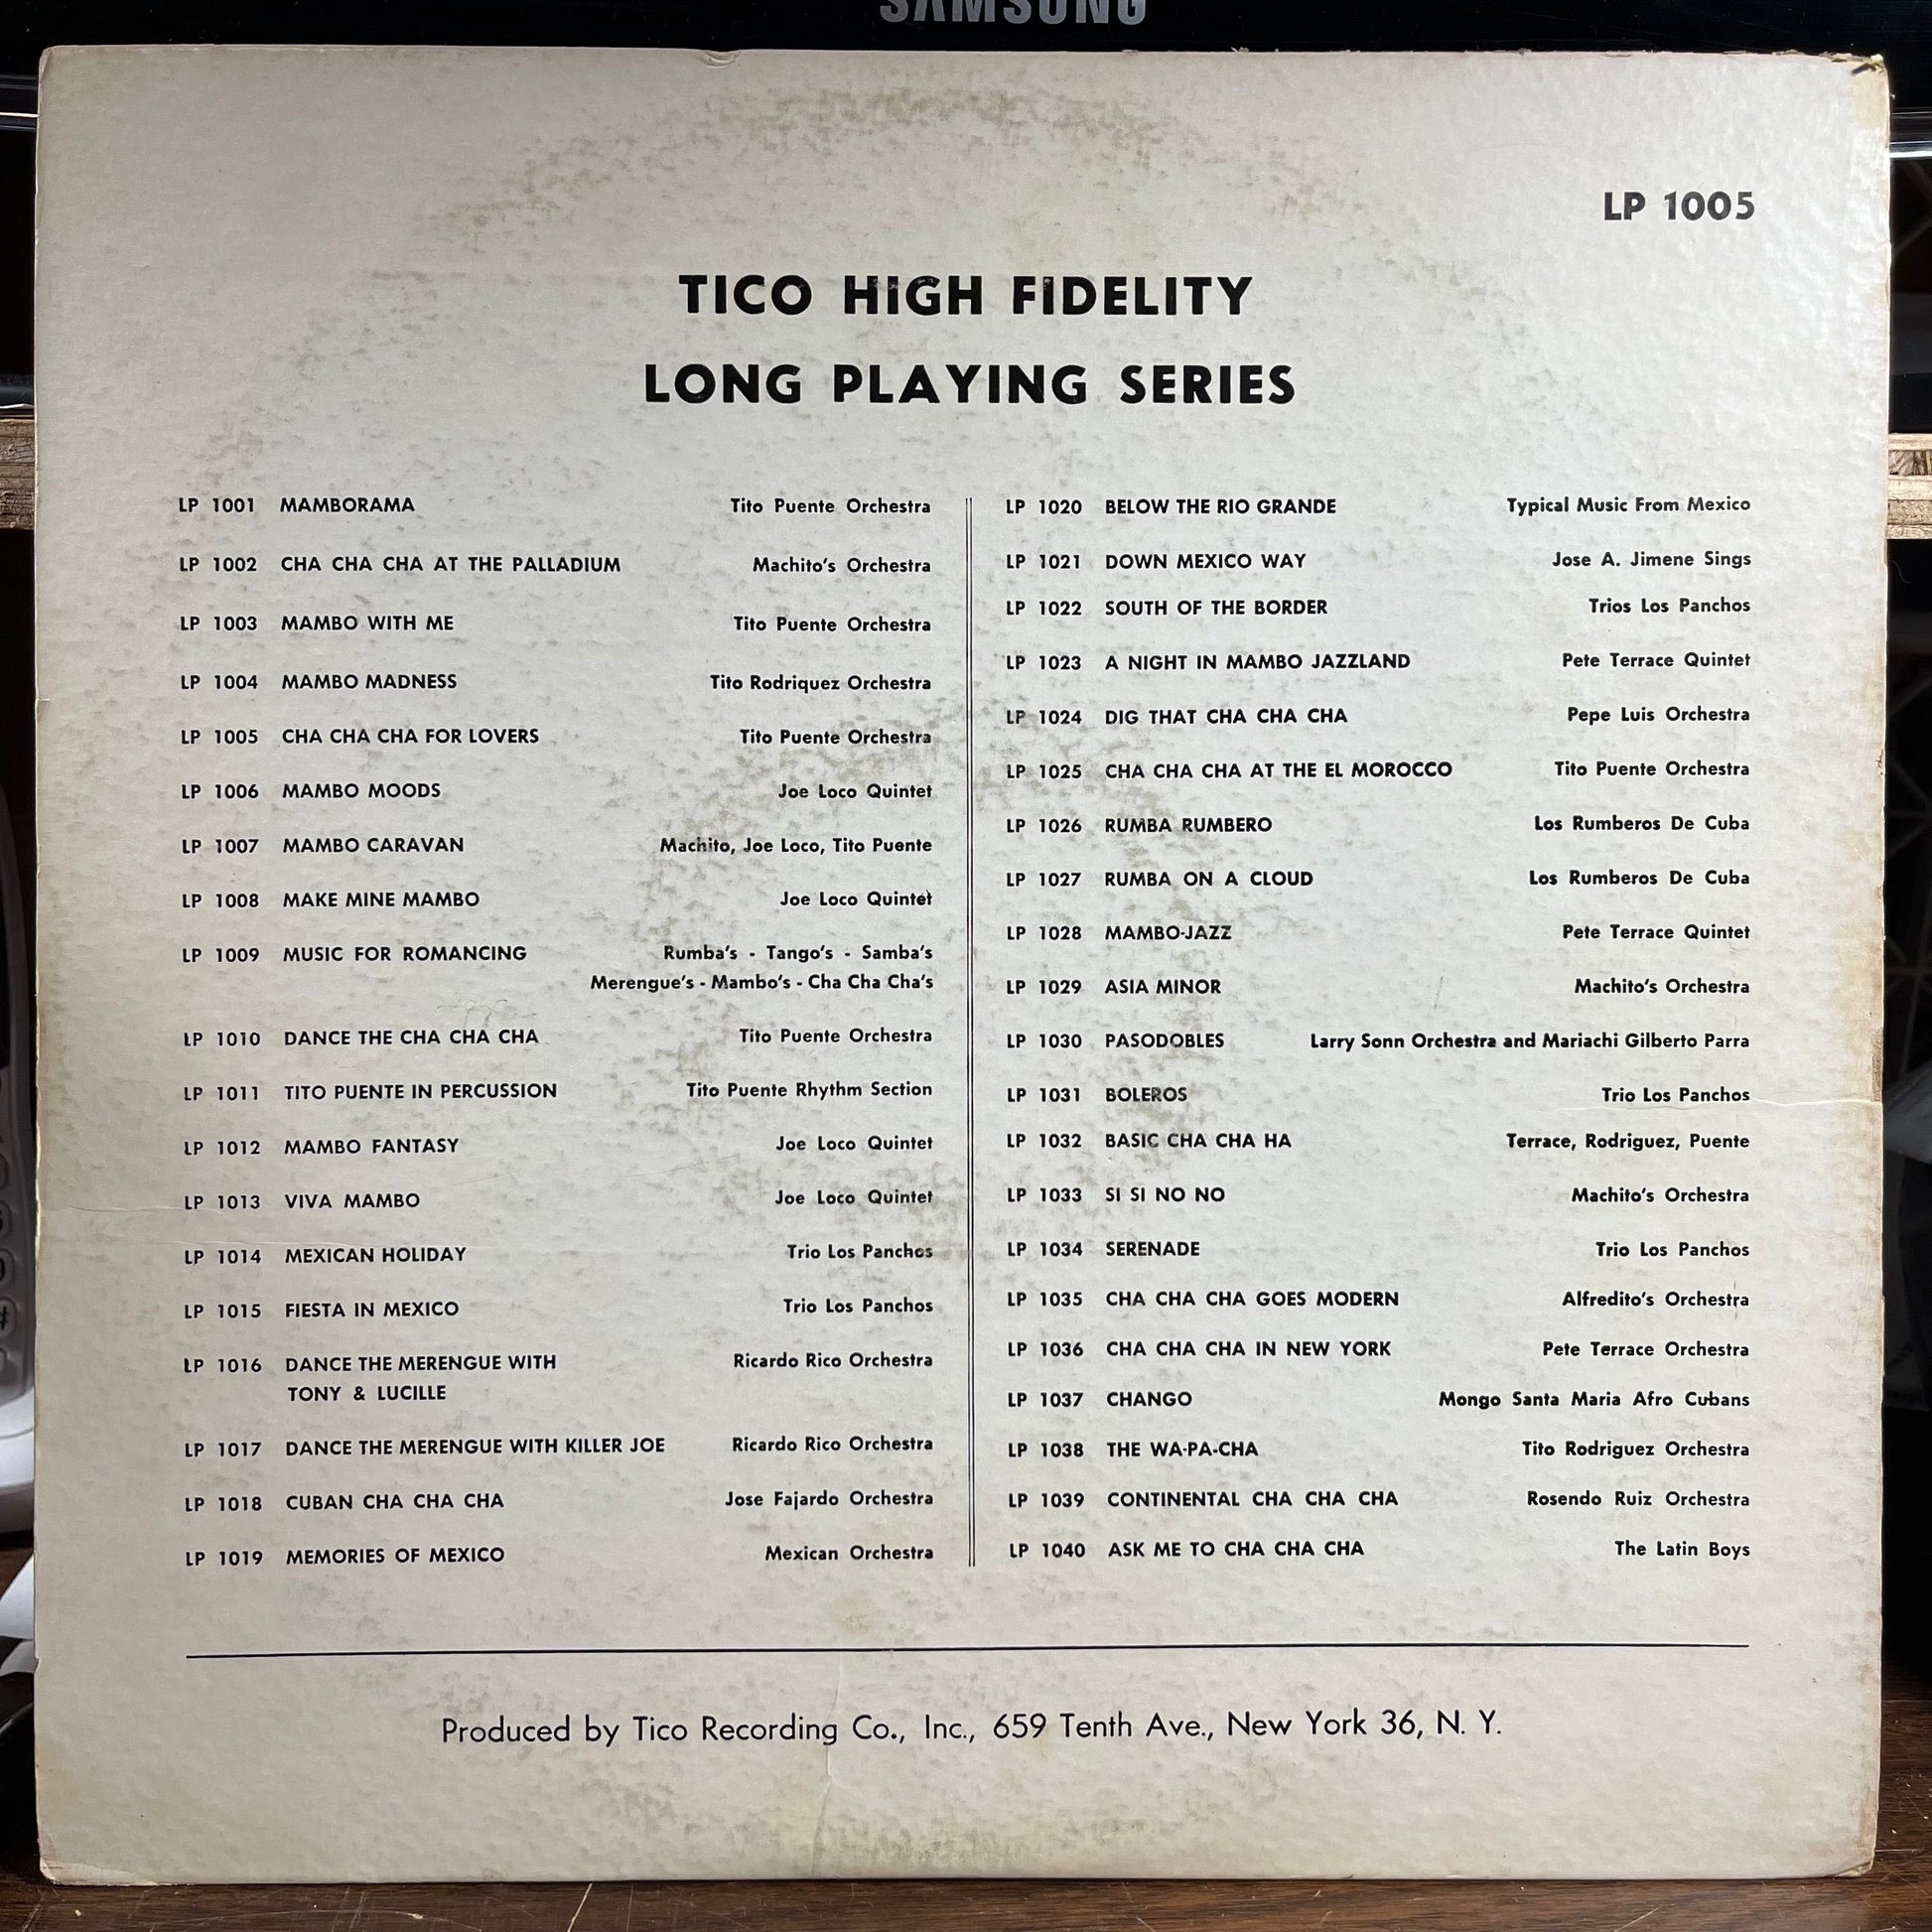 SAMSUNG
LP 1005
TICO HIGH FIDELITY
LONG PLAYING SERIES
LP 1001 MAMBORAMA Tito Puente Orchestra
LP 1002 CHA CHA CHA AT THE PALLADIUM Machito's Orchestra
LP 1003 MAMBO WITH ME Tito Puente Orchestra
LP 1004 MAMBO MADNESS Tito Rodriquez Orchestra
LP 1005 CHA CHA CHA FOR LOVERS Tito Puente Orchestra
LP 1006 MAMBO MOODS Joe Loco Quintet
LP 1007 MAMBO CARAVAN Machito, Joe Loco, Tito Puente
LP 1008 MAKE MINE MAMBO Joe Loco Quintet
LP 1009 MUSIC FOR ROMANCING Rumba's - Tango's - Samba's
Merengue's - Mambo's - Cha Cha Cha's
LP 1010 DANCE THE CHA CHA CHA Tito Puente Orchestra
LP 1011 TITO PUENTE IN PERCUSSION Tito Puente Rhythm Section
LP 1012 MAMBO FANTASY Joe Loco Quintet
LP 1013 VIVA MAMBO Joe Loco Quintet
LP 1014 MEXICAN HOLIDAY Trio Los Panchos
LP 1015 FIESTA IN MEXICO Trio Los Panchos
LP 1016 DANCE THE MERENGUE WITH Ricardo Rico Orchestra
TONY & LUCILLE
LP 1017 DANCE THE MERENGUE WITH KILLER JOE Ricardo Rico Orchestra
LP 1018 CUBAN CHA CHA CHA Jose Fajardo Orchestra
LP 1019 MEMORIES OF MEXICO Mexican Orchestra
LP 1020 BELOW THE RIO GRANDE Typical Music From Mexico
LP 1021 DOWN MEXICO WAY Jose A. Jimene Sings
LP 1022 SOUTH OF THE BORDER Trios Los Panchos
LP 1023 A NIGHT IN MAMBO JAZZLAND Pete Terrace Quintet
LP 1024 DIG THAT CHA CHA CHA Pepe Luis Orchestra
LP 1025 CHA CHA CHA AT THE EL MOROCCO Tito Puente Orchestra
LP 1026 RUMBA RUMBERO Los Rumberos De Cuba
LP 1027 RUMBA ON A CLOUD Los Rumberos De Cuba
LP 1028 MAMBO-JAZZ Pete Terrace Quintet
LP 1029 ASIA MINOR Machito's Orchestra
LP 1030 PASODOBLES Larry Sonn Orchestra and Mariachi Gilberto Parra
LP 1031 BOLEROS Trio Los Panchos
LP 1032 BASIC CHA CHA HA Terrace, Rodriguez, Puente
LP 1033 SI SI NO NO Machito's Orchestra
LP 1034 SERENADE Trio Los Panchos
LP 1035 CHA CHA CHA GOES MODERN Alfredito's Orchestra
LP 1036 CHA CHA CHA IN NEW YORK Pete Terrace Orchestra
LP 1037 CHANGO Mongo Santa Maria Afro Cubans
LP 1038 THE WA-PA-CHA Tito Rodriguez Orchestra
LP 1039 CONTINENTAL CHA CHA CHA Rosendo Ruiz Orchestra
LP 1040 ASK ME TO CHA CHA CHA The Latin Boys
Produced by Tico Recording Co., Inc., 659 Tenth Ave., New York 36, N. Y.